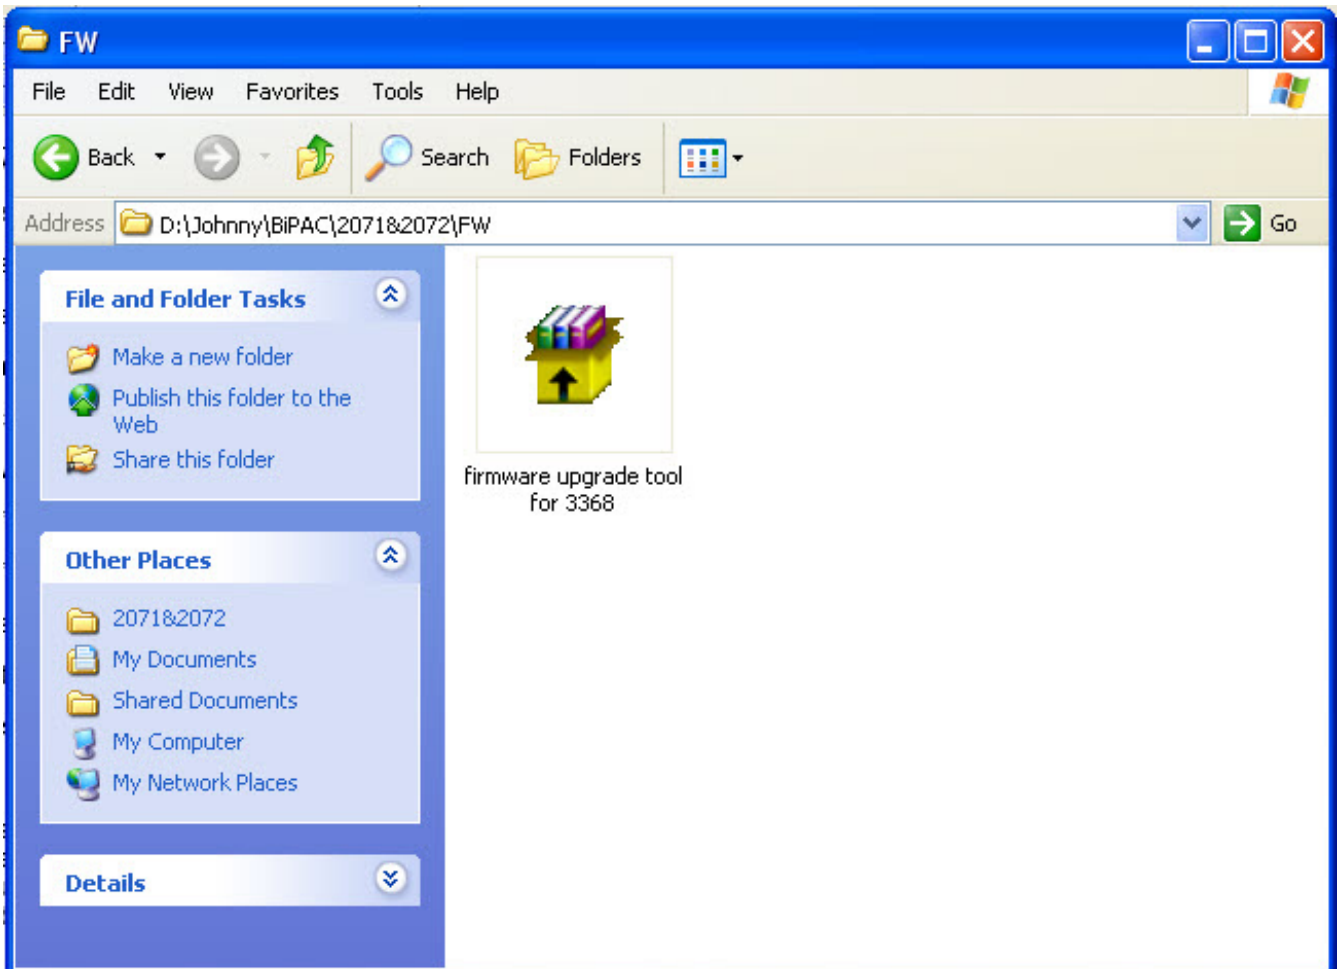 FW
File Edit View Favorites Tools Help
Back Search Folders
Address D:\Johnny\BiPAC\2071&2072\FW Go
File and Folder Tasks
Make a new folder
Publish this folder to the
Web
Share this folder
Other Places
2071&2072
My Documents
Shared Documents
My Computer
My Network Places
Details
firmware upgrade tool
for 3368